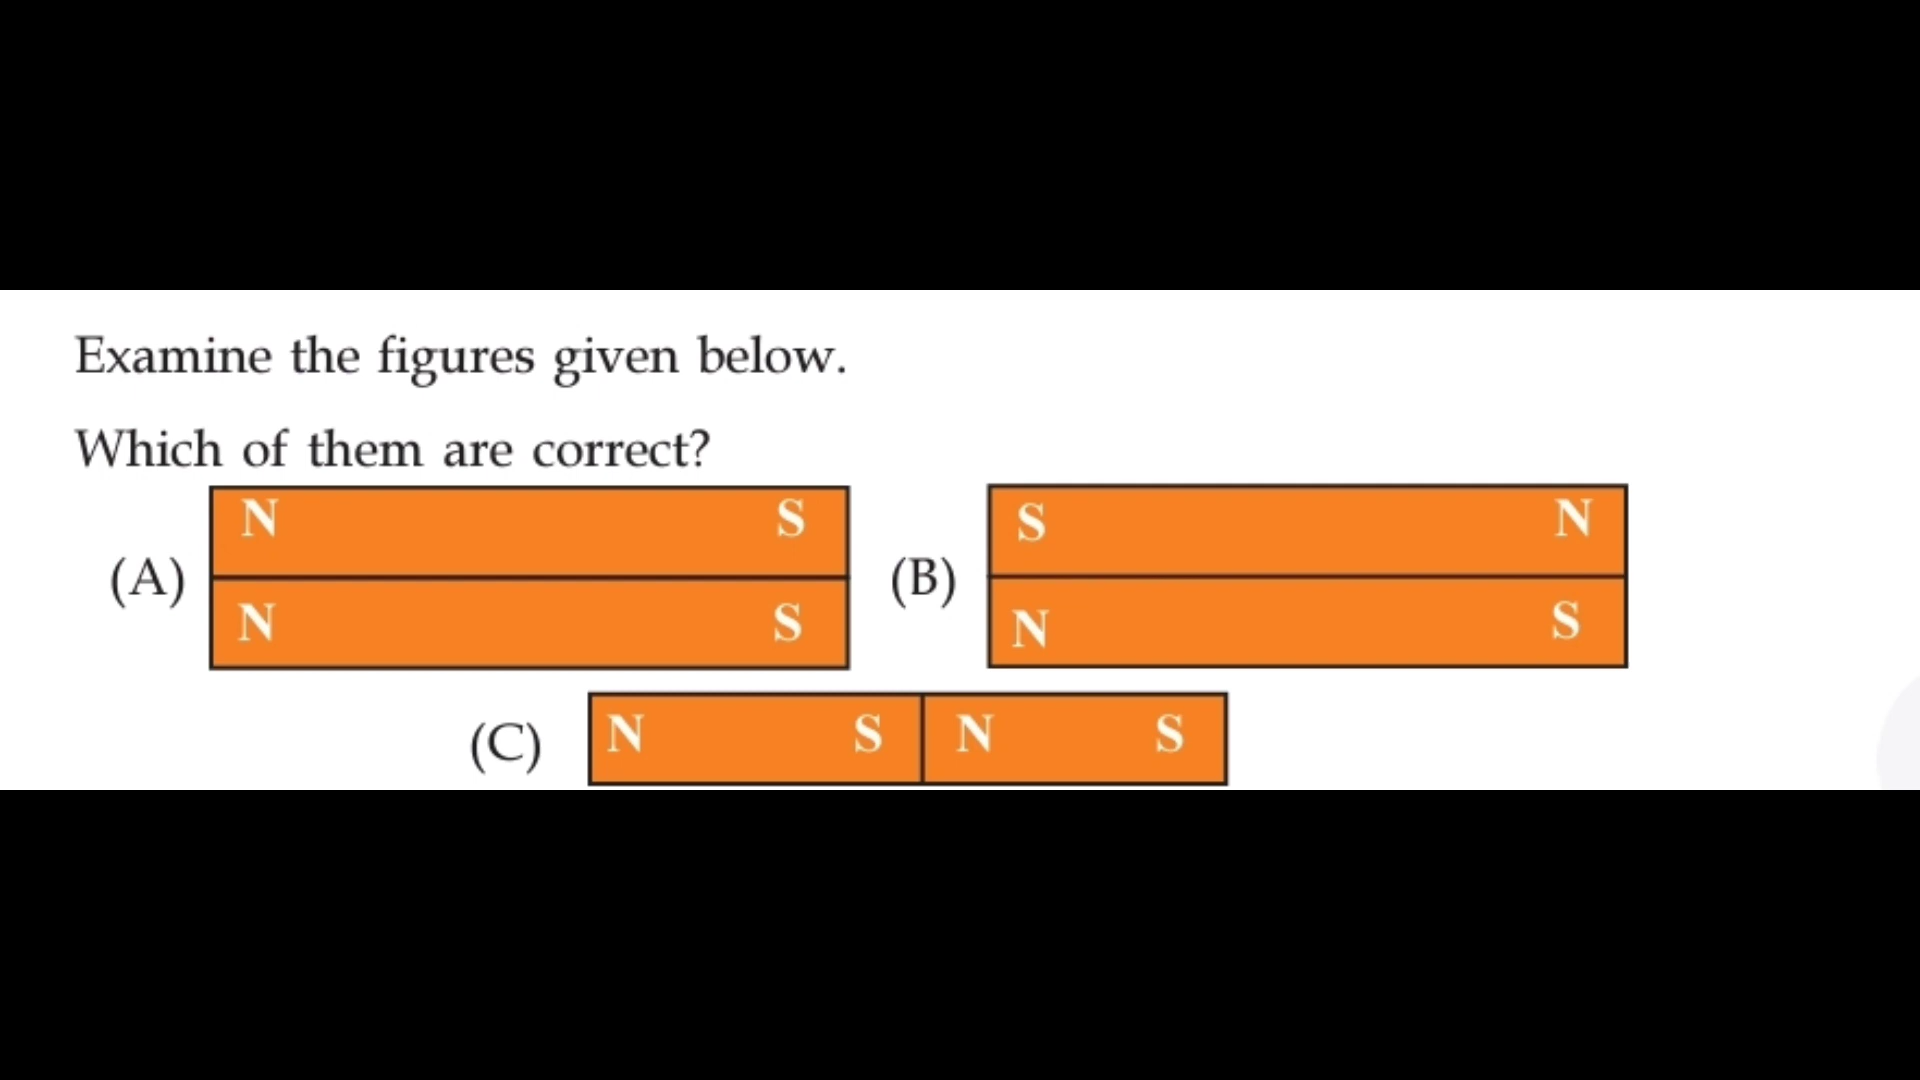 Examine the figures given below.
Which of them are correct?
N S
(A)
N S
S N
(B)
N S
(C) N S N S